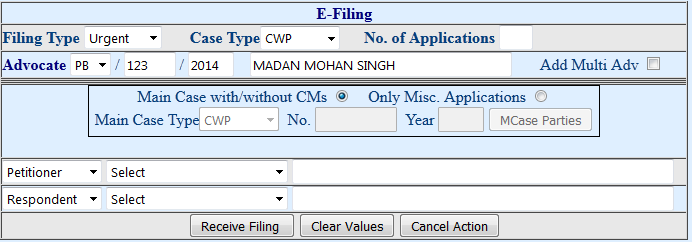 E-Filing
Filing Type Urgent Case Type CWP No. of Applications
Advocate PB / 123 / 2014 MADAN MOHAN SINGH Add Multi Adv
Main Case with/without CMs Only Misc. Applications
Main Case Type CWP No. Year MCase Parties
Petitioner Select
Respondent Select
Receive Filing Clear Values Cancel Action